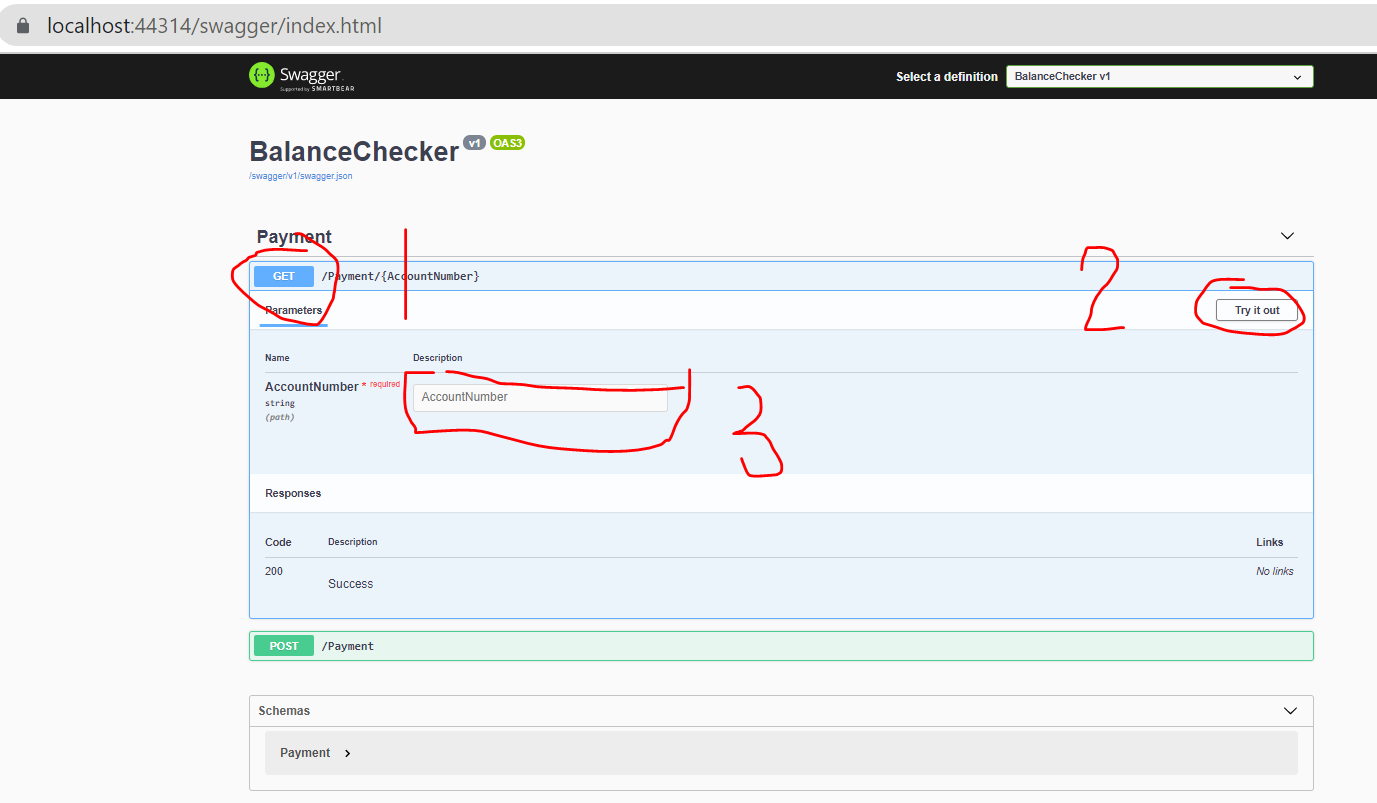 localhost:44314/swagger/index.html
Swagger.
Supported by SMARTBEAR
Select a definition
BalanceChecker v1
BalanceChecker v1 OAS3
/swagger/v1/swagger.json
Payment
GET /Payment/{AccountNumber}
1
2
Parameters
Try it out
Name Description
AccountNumber * required
string
(path)
AccountNumber
3
Responses
Code Description Links
200 Success No links
POST /Payment
Schemas
Payment